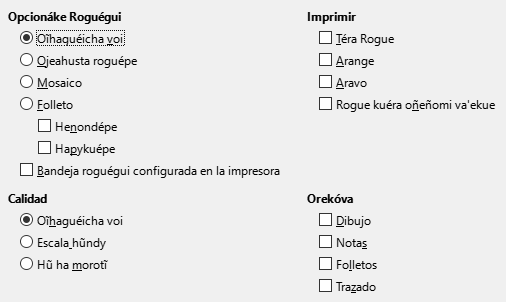 Opcionáke Roguégui
Oĩhaguéicha voi
Ojeahusta roguépe
Mosaico
Folleto
Henondépe
Hapykuépe
Bandeja roguégui configurada en la impresora
Calidad
Oĩhaguéicha voi
Escala hũndy
Hũ ha morotĩ
Imprimir
Téra Rogue
Arange
Aravo
Rogue kuéra oñeñomi va'ekue
Orekóva
Dibujo
Notas
Folletos
Trazado